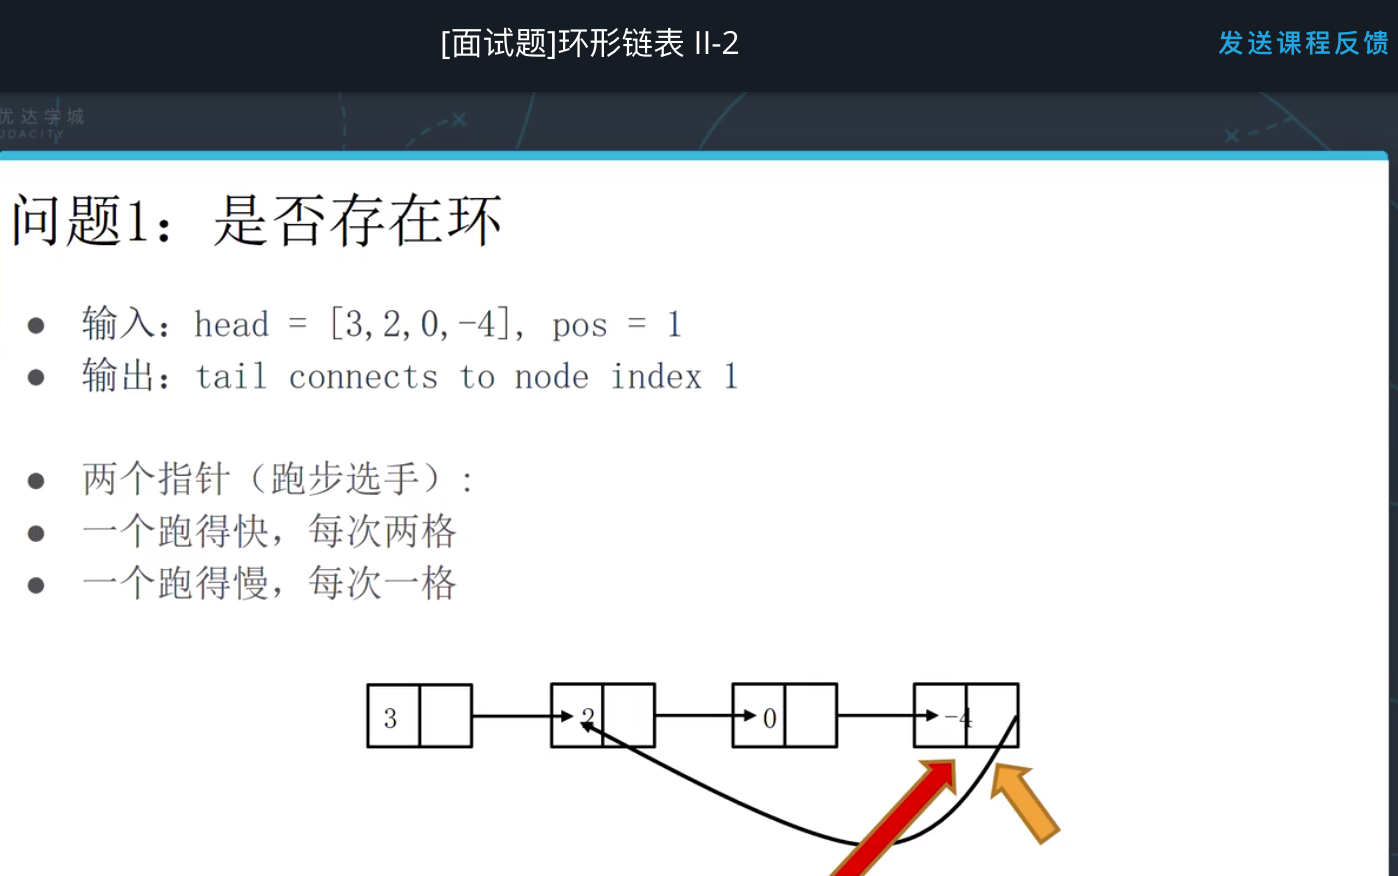 [面试题]环形链表 II-2
发送课程反馈
优达学城
UDACITY
问题1：是否存在环
● 输入：head = [3,2,0,-4], pos = 1
● 输出：tail connects to node index 1
● 两个指针（跑步选手）:
● 一个跑得快，每次两格
● 一个跑得慢，每次一格
3 2 0 -4